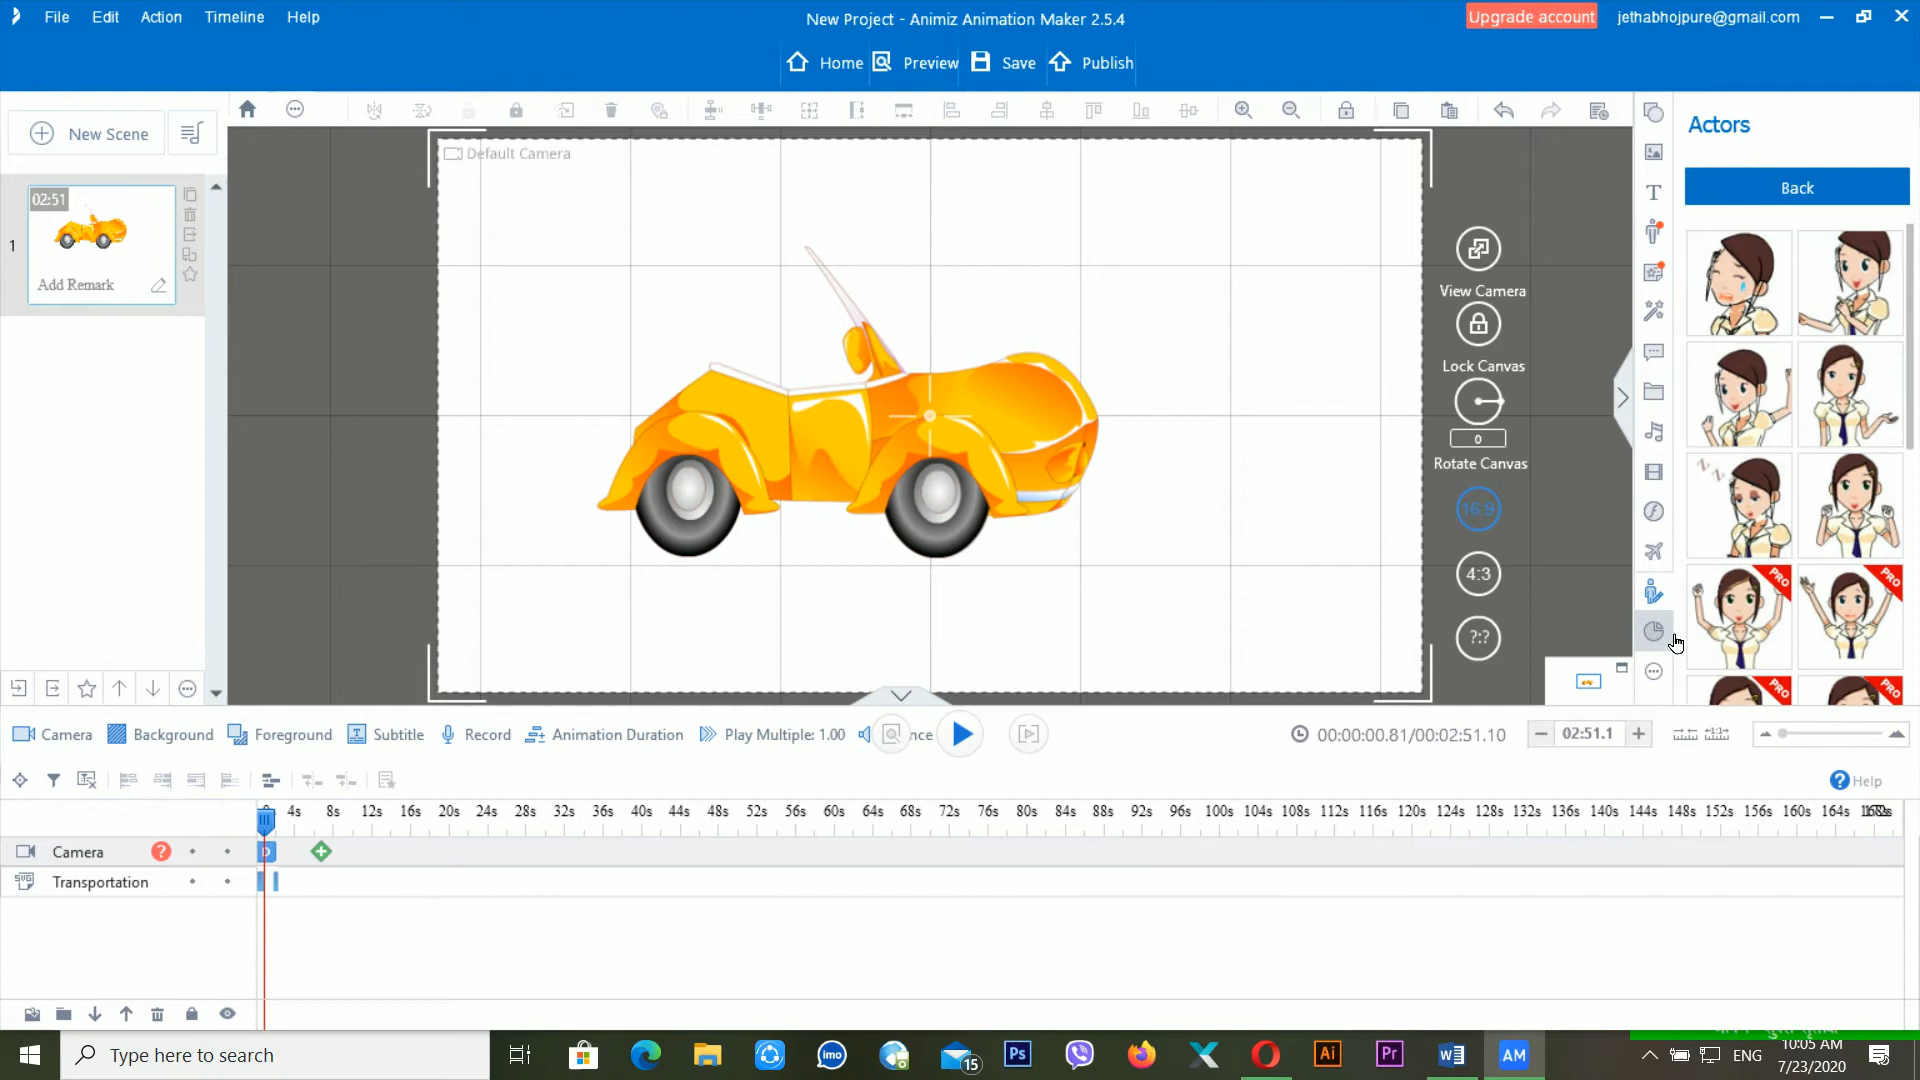 File Edit Action Timeline Help
New Project - Animiz Animation Maker 2.5.4
Upgrade account
jethabhojpure@gmail.com
Home Preview Save Publish
New Scene
Default Camera
Actors
Back
02:51
1
Add Remark
View Camera
Lock Canvas
0
Rotate Canvas
16:9
4:3
?:?
PRO
PRO
PRO
PRO
Camera Background Foreground Subtitle Record Animation Duration Play Multiple: 1.00 nce
00:00:00.81/00:02:51.10
02:51.1
Help
4s 8s 12s 16s 20s 24s 28s 32s 36s 40s 44s 48s 52s 56s 60s 64s 68s 72s 76s 80s 84s 88s 92s 96s 100s 104s 108s 112s 116s 120s 124s 128s 132s 136s 140s 144s 148s 152s 156s 160s 164s
Camera
Transportation
Type here to search
imo
15
Ps
Ai
Pr
AM
ENG
10:05 AM
7/23/2020